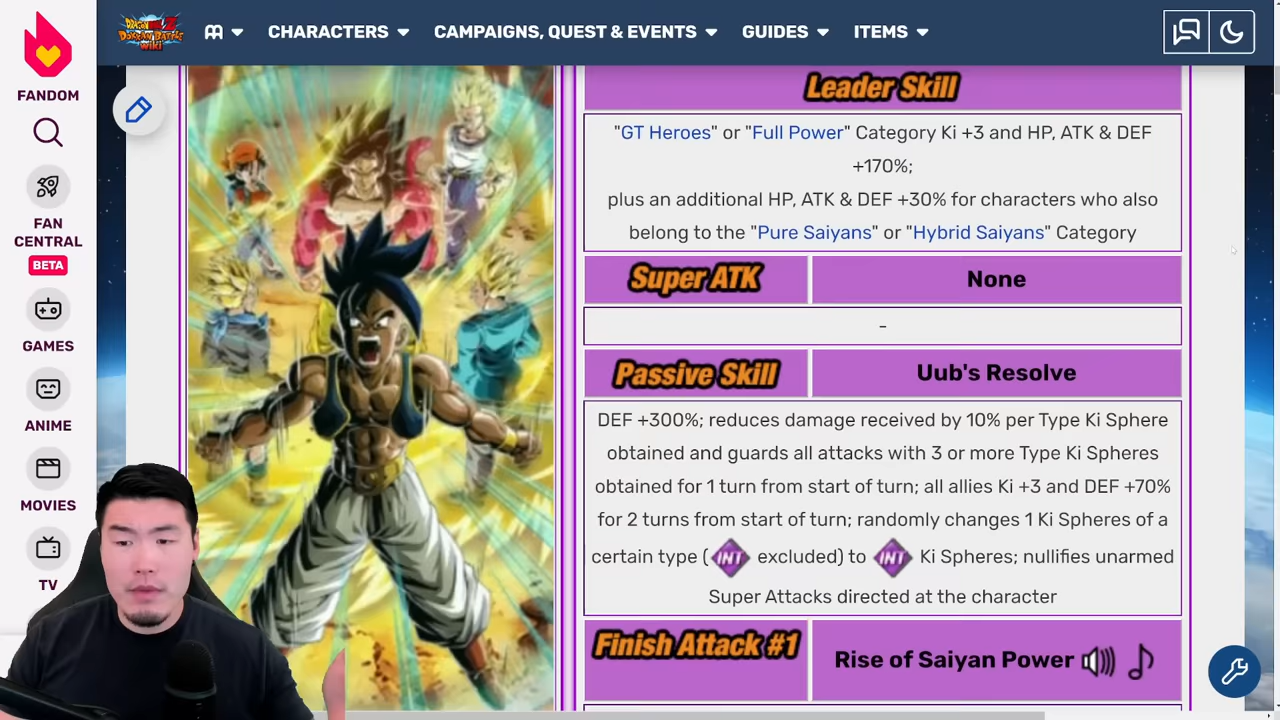 DRAGON BALL Z
DOKKAN BATTLE
WIKI
CHARACTERS
CAMPAIGNS, QUEST & EVENTS
GUIDES
ITEMS
FANDOM
FAN
CENTRAL
BETA
GAMES
ANIME
MOVIES
TV
Leader Skill
"GT Heroes" or "Full Power" Category Ki +3 and HP, ATK & DEF
+170%;
plus an additional HP, ATK & DEF +30% for characters who also
belong to the "Pure Saiyans" or "Hybrid Saiyans" Category
Super ATK
None
-
Passive Skill
Uub's Resolve
DEF +300%; reduces damage received by 10% per Type Ki Sphere
obtained and guards all attacks with 3 or more Type Ki Spheres
obtained for 1 turn from start of turn; all allies Ki +3 and DEF +70%
for 2 turns from start of turn; randomly changes 1 Ki Spheres of a
certain type (INT excluded) to INT Ki Spheres; nullifies unarmed
Super Attacks directed at the character
Finish Attack #1
Rise of Saiyan Power